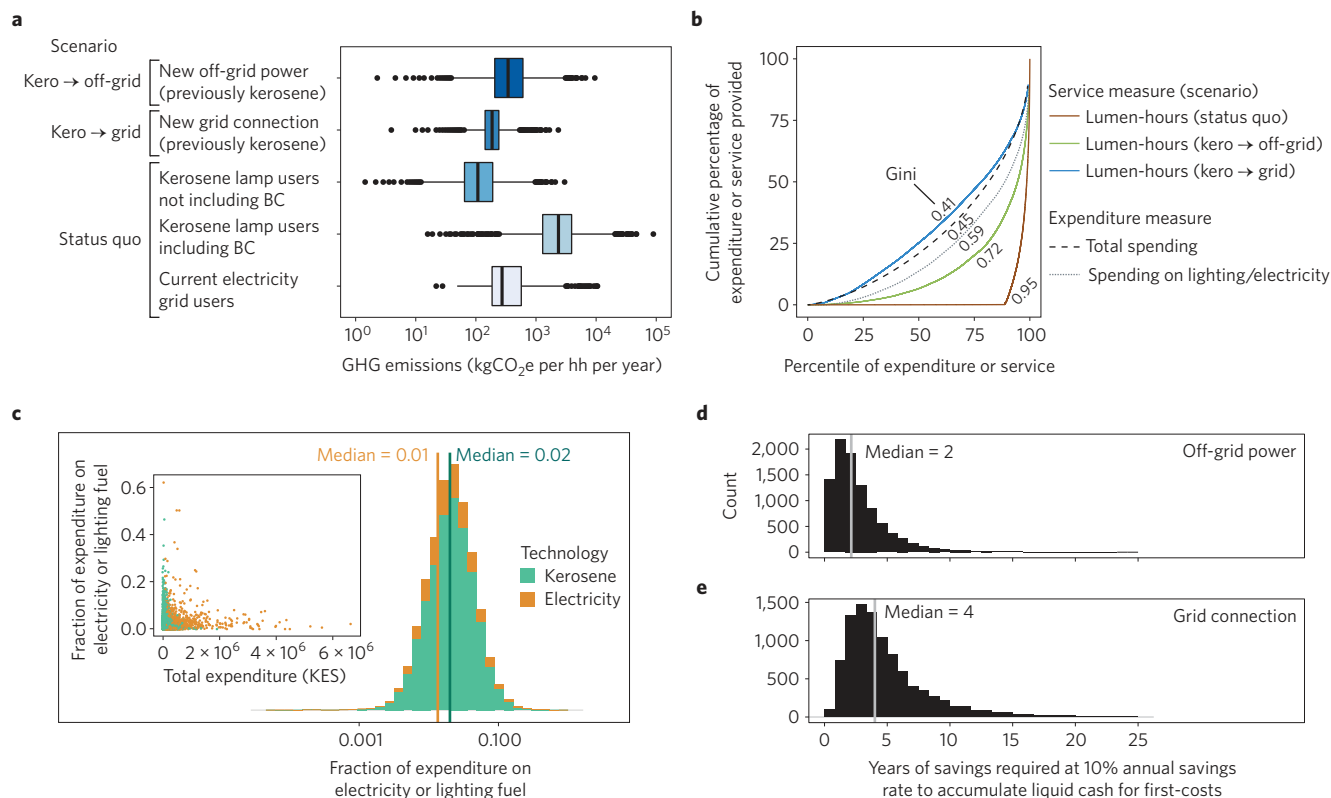 a
Scenario
Kero → off-grid
New off-grid power
(previously kerosene)
Kero → grid
New grid connection
(previously kerosene)
Status quo
Kerosene lamp users
not including BC
Kerosene lamp users
including BC
Current electricity
grid users
10⁰ 10¹ 10² 10³ 10⁴ 10⁵
GHG emissions (kgCO₂e per hh per year)
b
Cumulative percentage of
expenditure or service provided
100
75
50
25
0
Gini
0.41
0.45
0.59
0.72
0.95
0 25 50 75 100
Percentile of expenditure or service
Service measure (scenario)
Lumen-hours (status quo)
Lumen-hours (kero → off-grid)
Lumen-hours (kero → grid)
Expenditure measure
Total spending
Spending on lighting/electricity
c
Median = 0.01
Median = 0.02
Fraction of expenditure on
electricity or lighting fuel
0.6
0.4
0.2
0.0
0 2 × 10⁶ 4 × 10⁶ 6 × 10⁶
Total expenditure (KES)
Technology
Kerosene
Electricity
0.001 0.100
Fraction of expenditure on
electricity or lighting fuel
d
Count
2,000
1,500
1,000
500
0
Median = 2
Off-grid power
e
1,500
1,000
500
0
Median = 4
Grid connection
0 5 10 15 20 25
Years of savings required at 10% annual savings
rate to accumulate liquid cash for first-costs